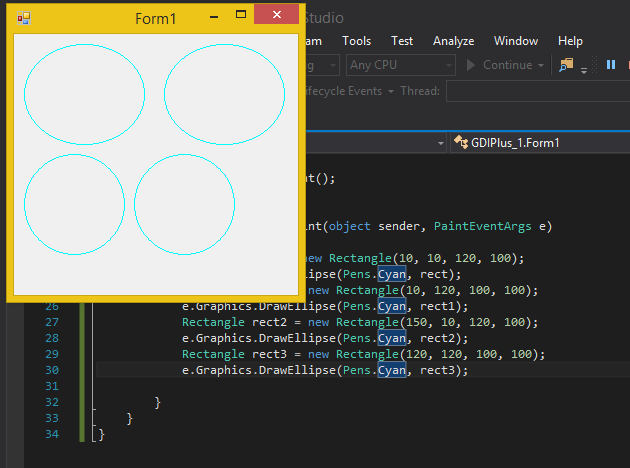 Form1
Studio
am Tools Test Analyze Window Help
g Any CPU Continue
ifecycle Events Thread:
GDIPlus_1.Form1
nt();
int(object sender, PaintEventArgs e)
new Rectangle(10, 10, 120, 100);
lipse(Pens.Cyan, rect);
new Rectangle(10, 120, 100, 100);
26 e.Graphics.DrawEllipse(Pens.Cyan, rect1);
27 Rectangle rect2 = new Rectangle(150, 10, 120, 100);
28 e.Graphics.DrawEllipse(Pens.Cyan, rect2);
29 Rectangle rect3 = new Rectangle(120, 120, 100, 100);
30 e.Graphics.DrawEllipse(Pens.Cyan, rect3);
31
32 }
33 }
34 }